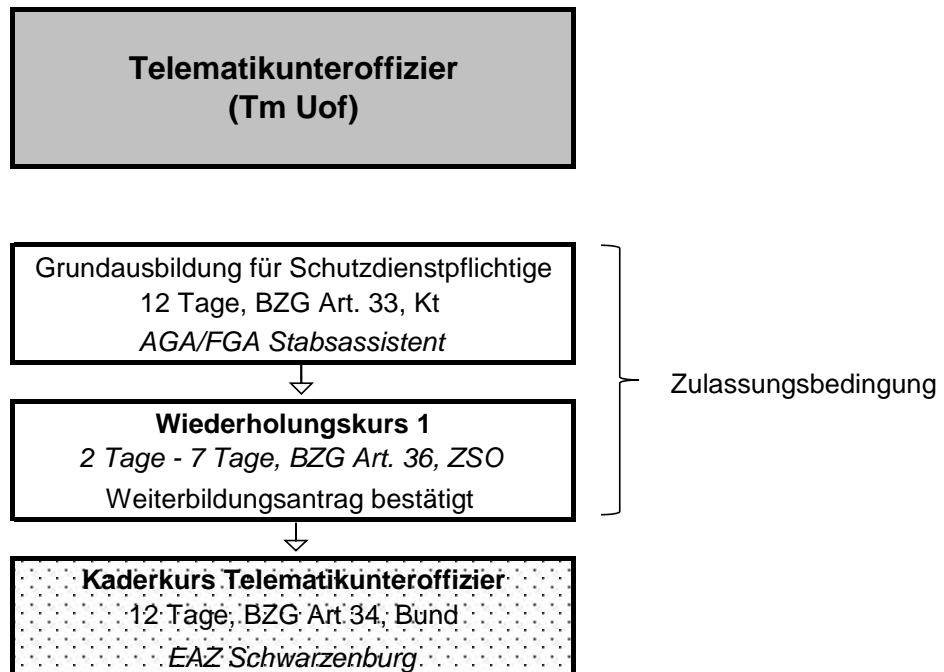 Telematikunteroffizier
(Tm Uof)
Grundausbildung für Schutzdienstpflichtige
12 Tage, BZG Art. 33, Kt
AGA/FGA Stabsassistent
Zulassungsbedingung
Wiederholungskurs 1
2 Tage - 7 Tage, BZG Art. 36, ZSO
Weiterbildungsantrag bestätigt
Kaderkurs Telematikunteroffizier
12 Tage, BZG Art 34, Bund
EAZ Schwarzenburg